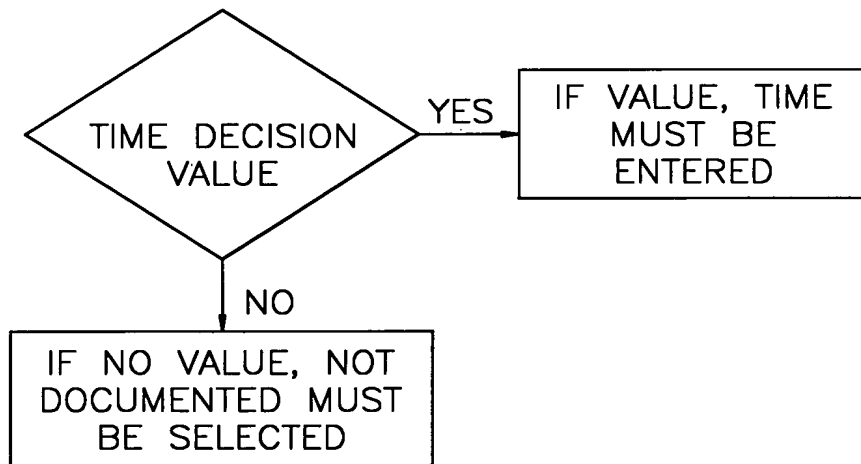 TIME DECISION
VALUE
YES
IF VALUE, TIME
MUST BE
ENTERED
NO
IF NO VALUE, NOT
DOCUMENTED MUST
BE SELECTED